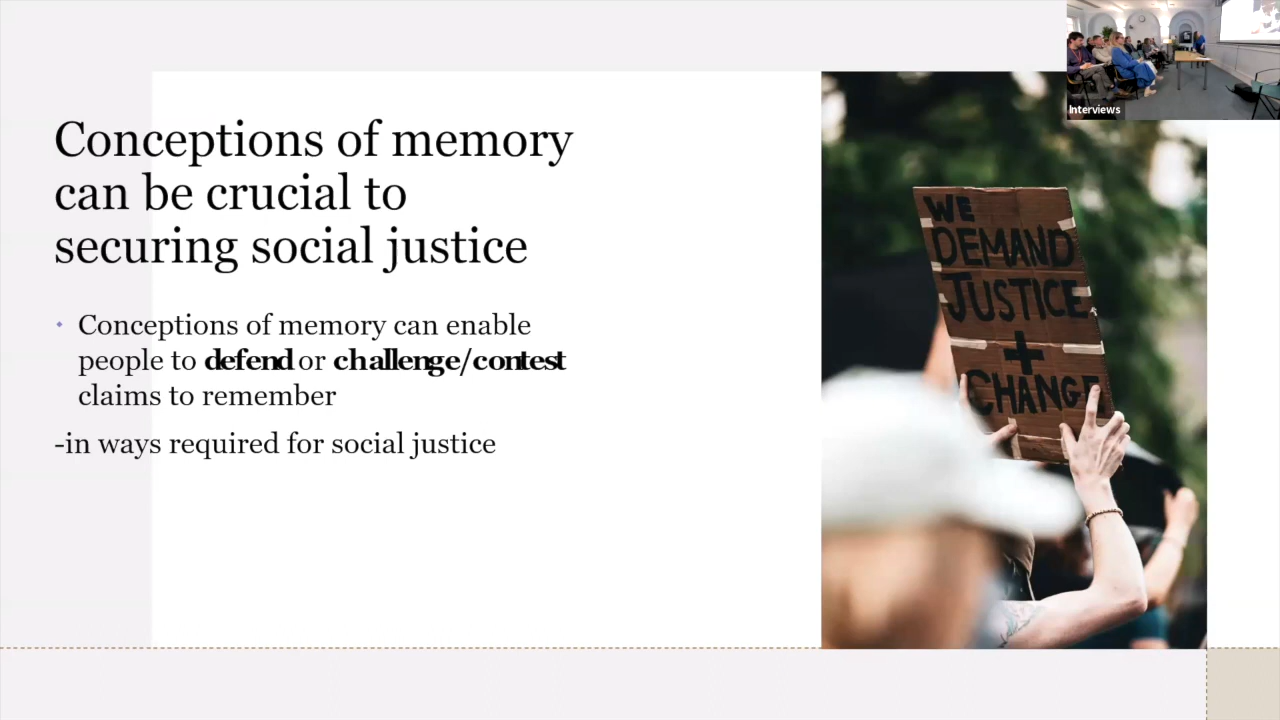 Interviews
Conceptions of memory
can be crucial to
securing social justice
Conceptions of memory can enable
people to defend or challenge/contest
claims to remember
-in ways required for social justice
WE
DEMAND
JUSTICE
+
CHANGE